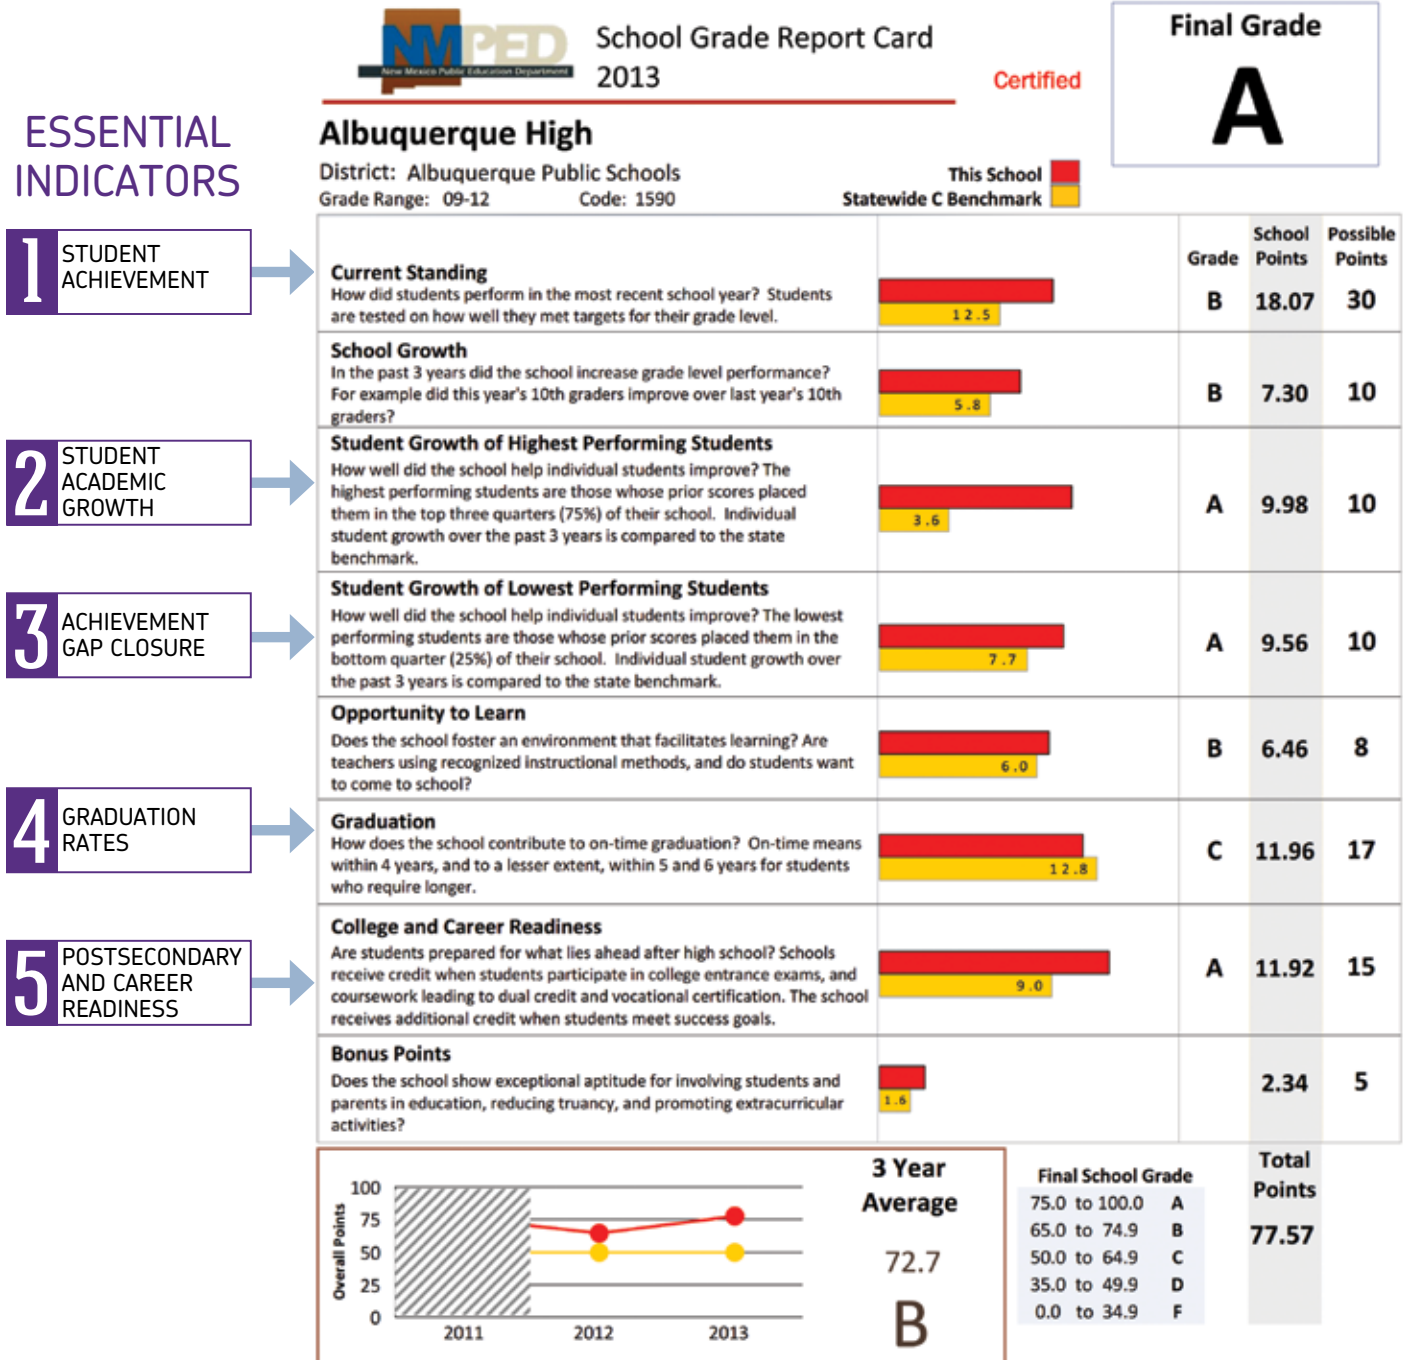 NMPED
New Mexico Public Education Department
School Grade Report Card
2013
Certified
Final Grade
A
ESSENTIAL
INDICATORS
Albuquerque High
District: Albuquerque Public Schools
Grade Range: 09-12 Code: 1590
This School
Statewide C Benchmark
Grade School Points Possible Points
1 STUDENT
ACHIEVEMENT
Current Standing
How did students perform in the most recent school year? Students
are tested on how well they met targets for their grade level.
12.5
B 18.07 30
School Growth
In the past 3 years did the school increase grade level performance?
For example did this year's 10th graders improve over last year's 10th
graders?
5.8
B 7.30 10
2 STUDENT
ACADEMIC
GROWTH
Student Growth of Highest Performing Students
How well did the school help individual students improve? The
highest performing students are those whose prior scores placed
them in the top three quarters (75%) of their school. Individual
student growth over the past 3 years is compared to the state
benchmark.
3.6
A 9.98 10
3 ACHIEVEMENT
GAP CLOSURE
Student Growth of Lowest Performing Students
How well did the school help individual students improve? The lowest
performing students are those whose prior scores placed them in the
bottom quarter (25%) of their school. Individual student growth over
the past 3 years is compared to the state benchmark.
7.7
A 9.56 10
Opportunity to Learn
Does the school foster an environment that facilitates learning? Are
teachers using recognized instructional methods, and do students want
to come to school?
6.0
B 6.46 8
4 GRADUATION
RATES
Graduation
How does the school contribute to on-time graduation? On-time means
within 4 years, and to a lesser extent, within 5 and 6 years for students
who require longer.
12.8
C 11.96 17
5 POSTSECONDARY
AND CAREER
READINESS
College and Career Readiness
Are students prepared for what lies ahead after high school? Schools
receive credit when students participate in college entrance exams, and
coursework leading to dual credit and vocational certification. The school
receives additional credit when students meet success goals.
9.0
A 11.92 15
Bonus Points
Does the school show exceptional aptitude for involving students and
parents in education, reducing truancy, and promoting extracurricular
activities?
1.6
2.34 5
Overall Points
100
75
50
25
0
2011 2012 2013
3 Year
Average
72.7
B
Final School Grade
75.0 to 100.0 A
65.0 to 74.9 B
50.0 to 64.9 C
35.0 to 49.9 D
0.0 to 34.9 F
Total
Points
77.57